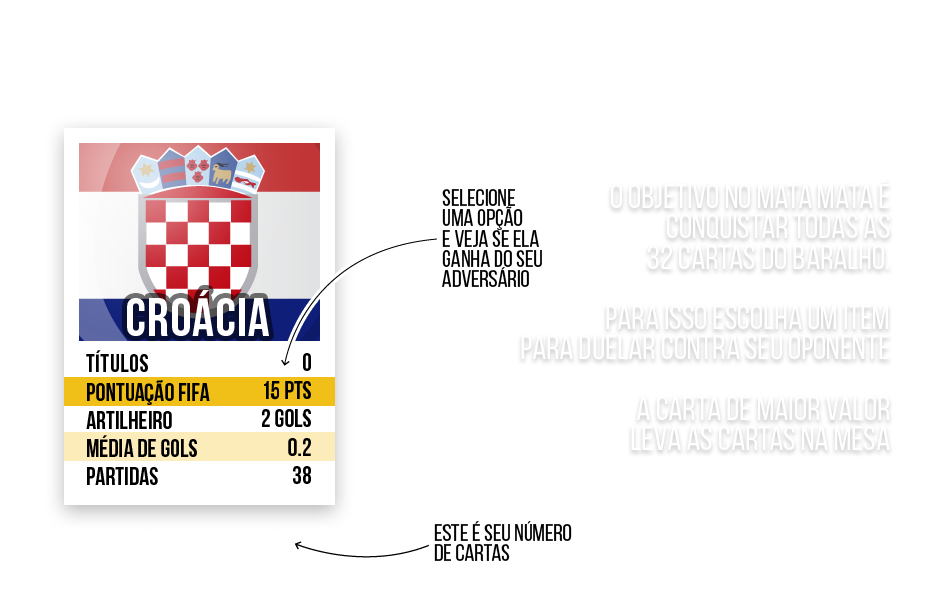 CROÁCIA
TÍTULOS 0
PONTUAÇÃO FIFA 15 PTS
ARTILHEIRO 2 GOLS
MÉDIA DE GOLS 0.2
PARTIDAS 38
SELECIONE
UMA OPÇÃO
E VEJA SE ELA
GANHA DO SEU
ADVERSÁRIO
ESTE É SEU NÚMERO
DE CARTAS
O OBJETIVO NO MATA MATA É
CONQUISTAR TODAS AS
32 CARTAS DO BARALHO.
PARA ISSO ESCOLHA UM ITEM
PARA DUELAR CONTRA SEU OPONENTE
A CARTA DE MAIOR VALOR
LEVA AS CARTAS NA MESA